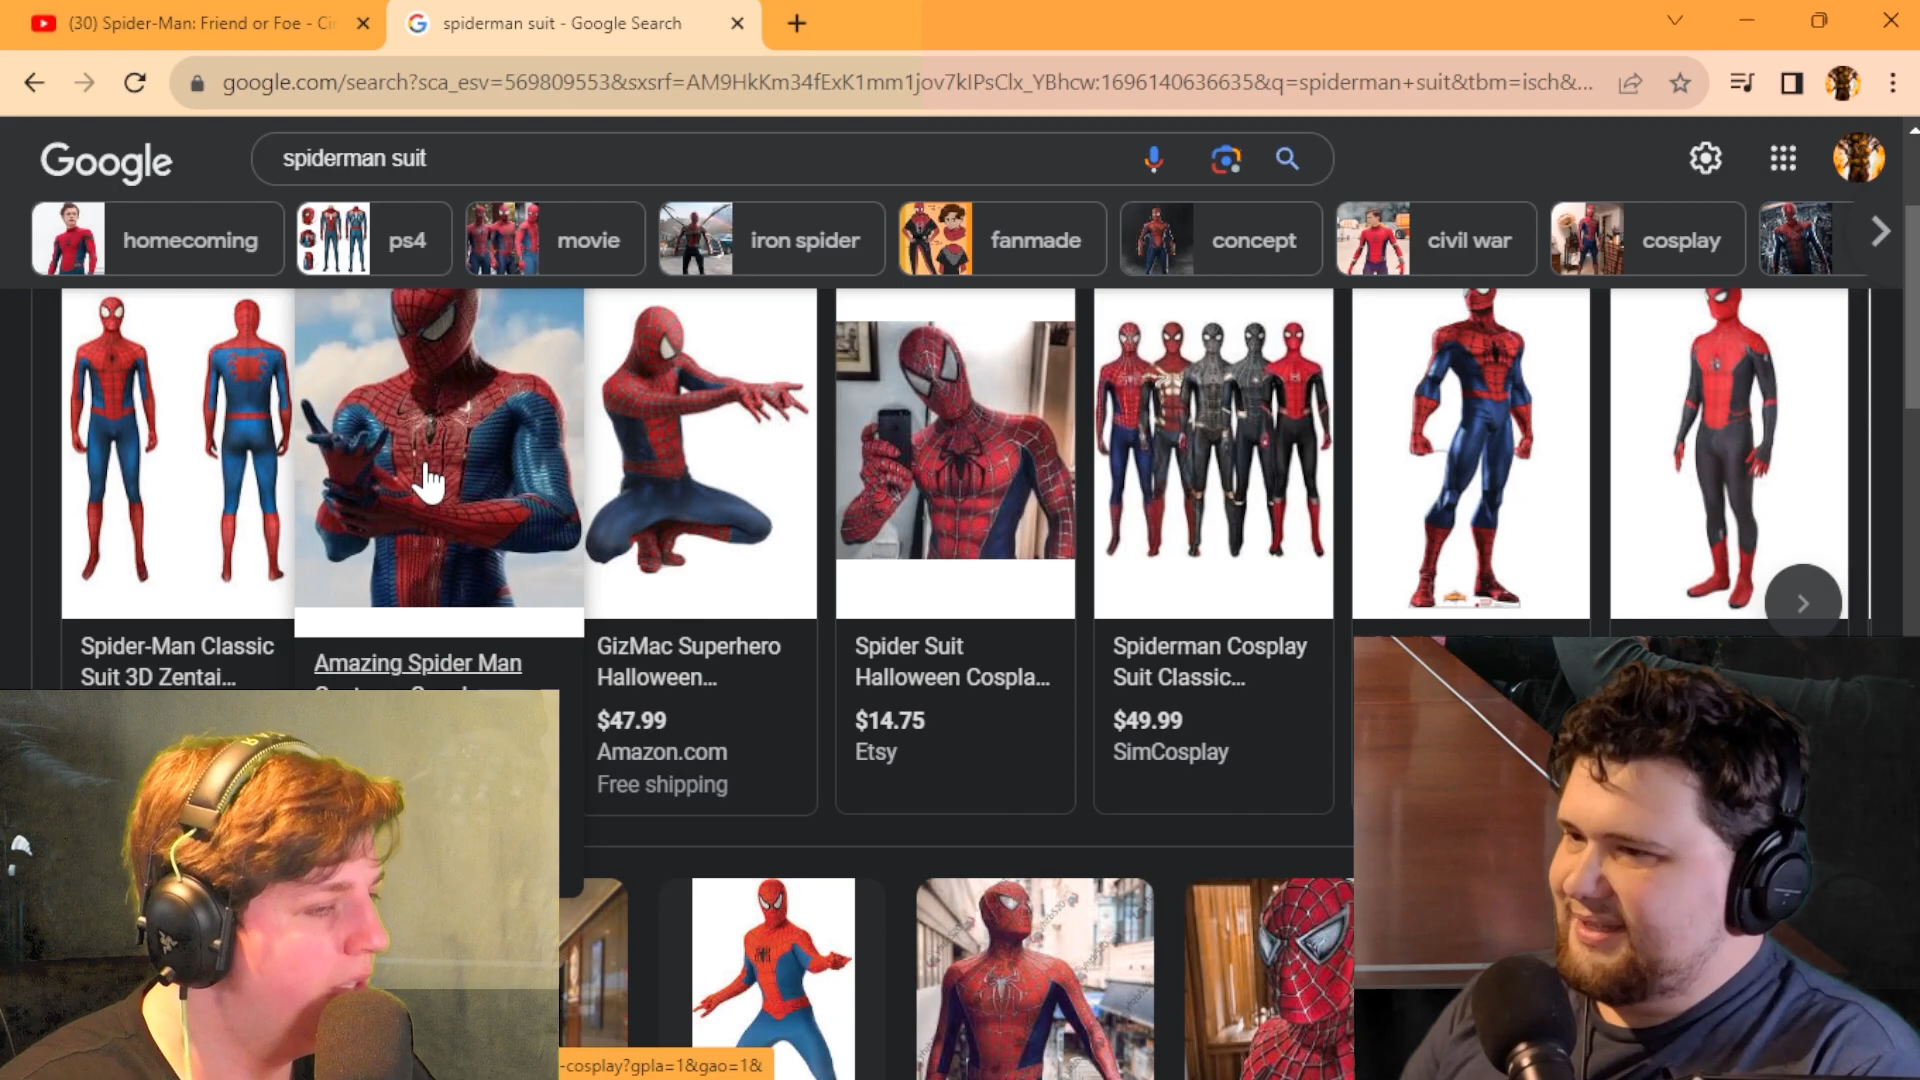 (30) Spider-Man: Friend or Foe - Ci
spiderman suit - Google Search
google.com/search?sca_esv=569809553&sxsrf=AM9HkKm34fExK1mm1jov7kIPsClx_YBhcw:1696140636635&q=spiderman+suit&tbm=isch&...
Google
spiderman suit
homecoming
ps4
movie
iron spider
fanmade
concept
civil war
cosplay
Spider-Man Classic
Suit 3D Zentai...
Amazing Spider Man
GizMac Superhero
Halloween...
$47.99
Amazon.com
Free shipping
Spider Suit
Halloween Cospla...
$14.75
Etsy
Spiderman Cosplay
Suit Classic...
$49.99
SimCosplay
-cosplay?gpla=1&gao=1&